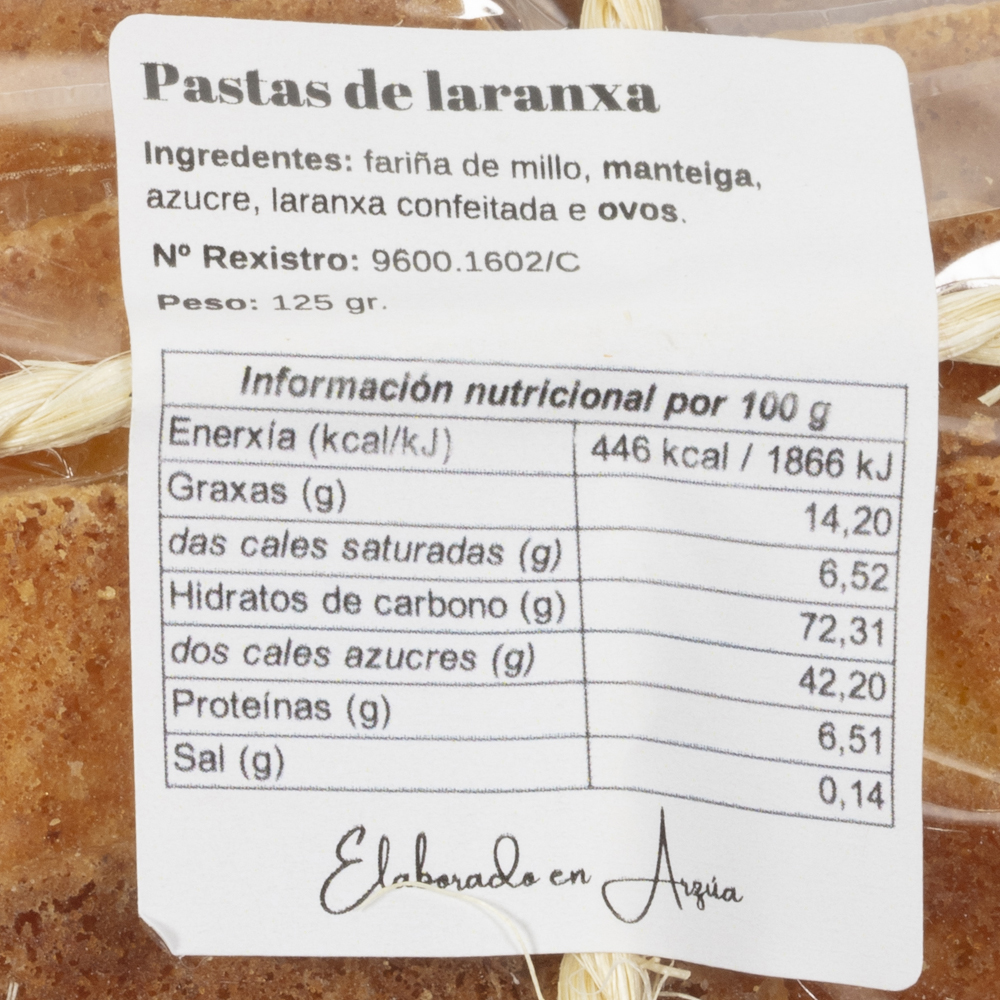 Pastas de laranxa
Ingredentes: fariña de millo, manteiga,
azucre, laranxa confeitada e ovos.
Nº Rexistro: 9600.1602/C
Peso: 125 gr.
Información nutricional por 100 g
Enerxía (kcal/kJ) 446 kcal / 1866 kJ
Graxas (g) 14,20
das cales saturadas (g) 6,52
Hidratos de carbono (g) 72,31
dos cales azucres (g) 42,20
Proteínas (g) 6,51
Sal (g) 0,14
Elaborado en Arzúa